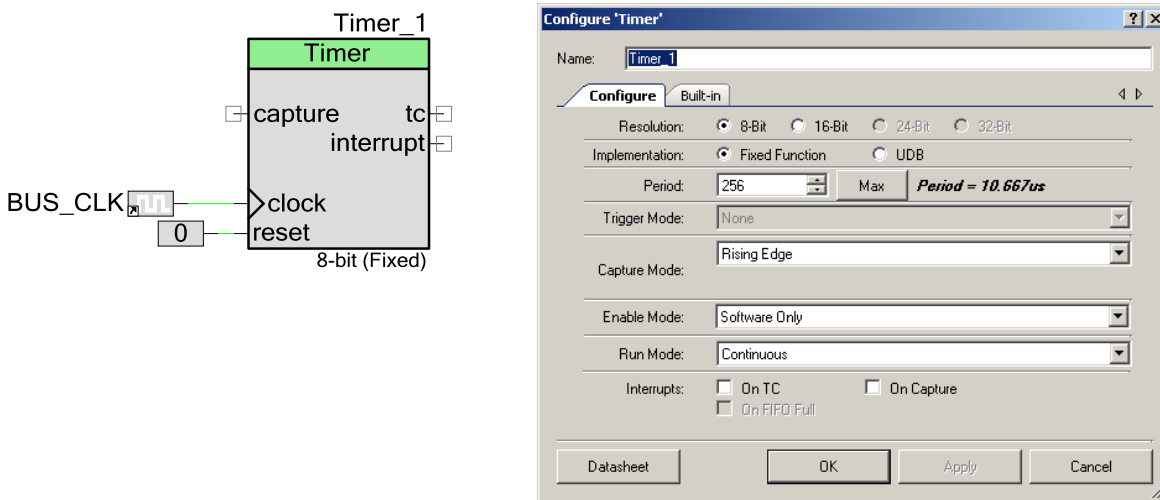 Timer_1
Timer
capture
tc
interrupt
BUS_CLK
clock
0
reset
8-bit (Fixed)
Configure 'Timer'
Name: Timer_1
Configure Built-in
Resolution: 8-Bit 16-Bit 24-Bit 32-Bit
Implementation: Fixed Function UDB
Period: 256 Max Period = 10.667us
Trigger Mode: None
Capture Mode: Rising Edge
Enable Mode: Software Only
Run Mode: Continuous
Interrupts: On TC On Capture
On FIFO Full
Datasheet OK Apply Cancel